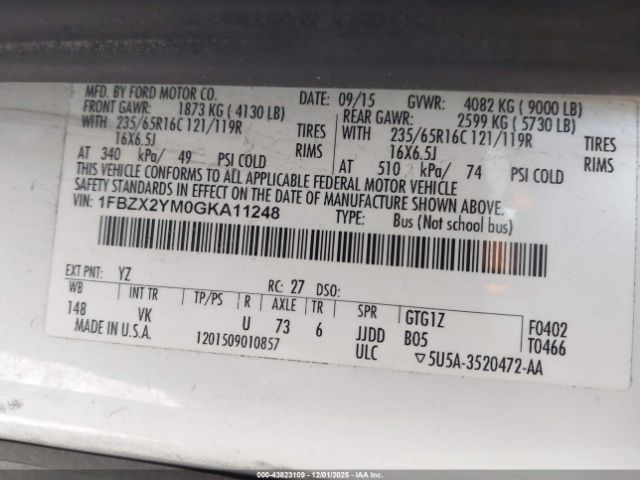 MFD. BY FORD MOTOR CO. DATE: 09/15 GVWR: 4082 KG ( 9000 LB)
FRONT GAWR: 1873 KG ( 4130 LB) REAR GAWR: 2599 KG ( 5730 LB)
WITH 235/65R16C 121/119R TIRES WITH 235/65R16C 121/119R TIRES
16X6.5J RIMS 16X6.5J RIMS
AT 340 kPa/ 49 PSI COLD AT 510 kPa/ 74 PSI COLD
THIS VEHICLE CONFORMS TO ALL APPLICABLE FEDERAL MOTOR VEHICLE
SAFETY STANDARDS IN EFFECT ON THE DATE OF MANUFACTURE SHOWN ABOVE.
VIN: 1FBZX2YM0GKA11248 TYPE: Bus (Not school bus)
EXT PNT: YZ RC: 27 DSO:
WB INT TR TP/PS R AXLE TR SPR GTG1Z F0402
148 VK U 73 6 JJDD B05 T0466
MADE IN U.S.A. 1201509010857 ULC ▽5U5A-3520472-AA
000-43823109 - 12/01/2025 - IAAI.COM